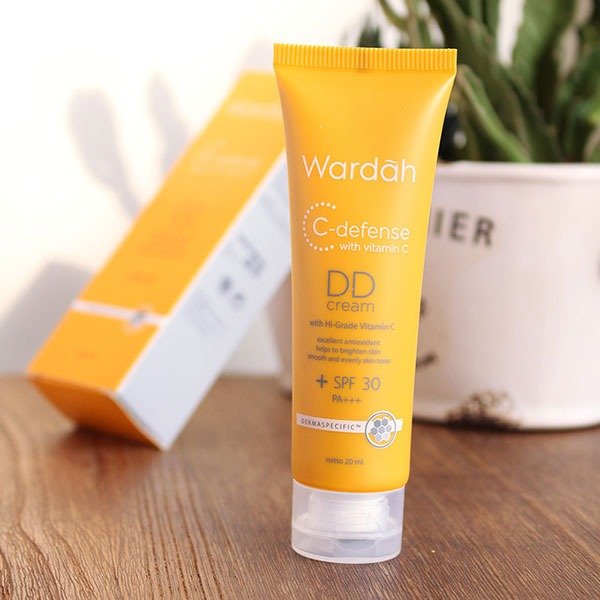 Wardāh
C-defense
with vitamin C
DD
cream
with Hi-Grade Vitamin C
excellent antioxidant
helps to brighten skin
smooth and evenly skin tone
+ SPF 30
PA+++
DERMASPECIFIC™
netto 20 ml
IER